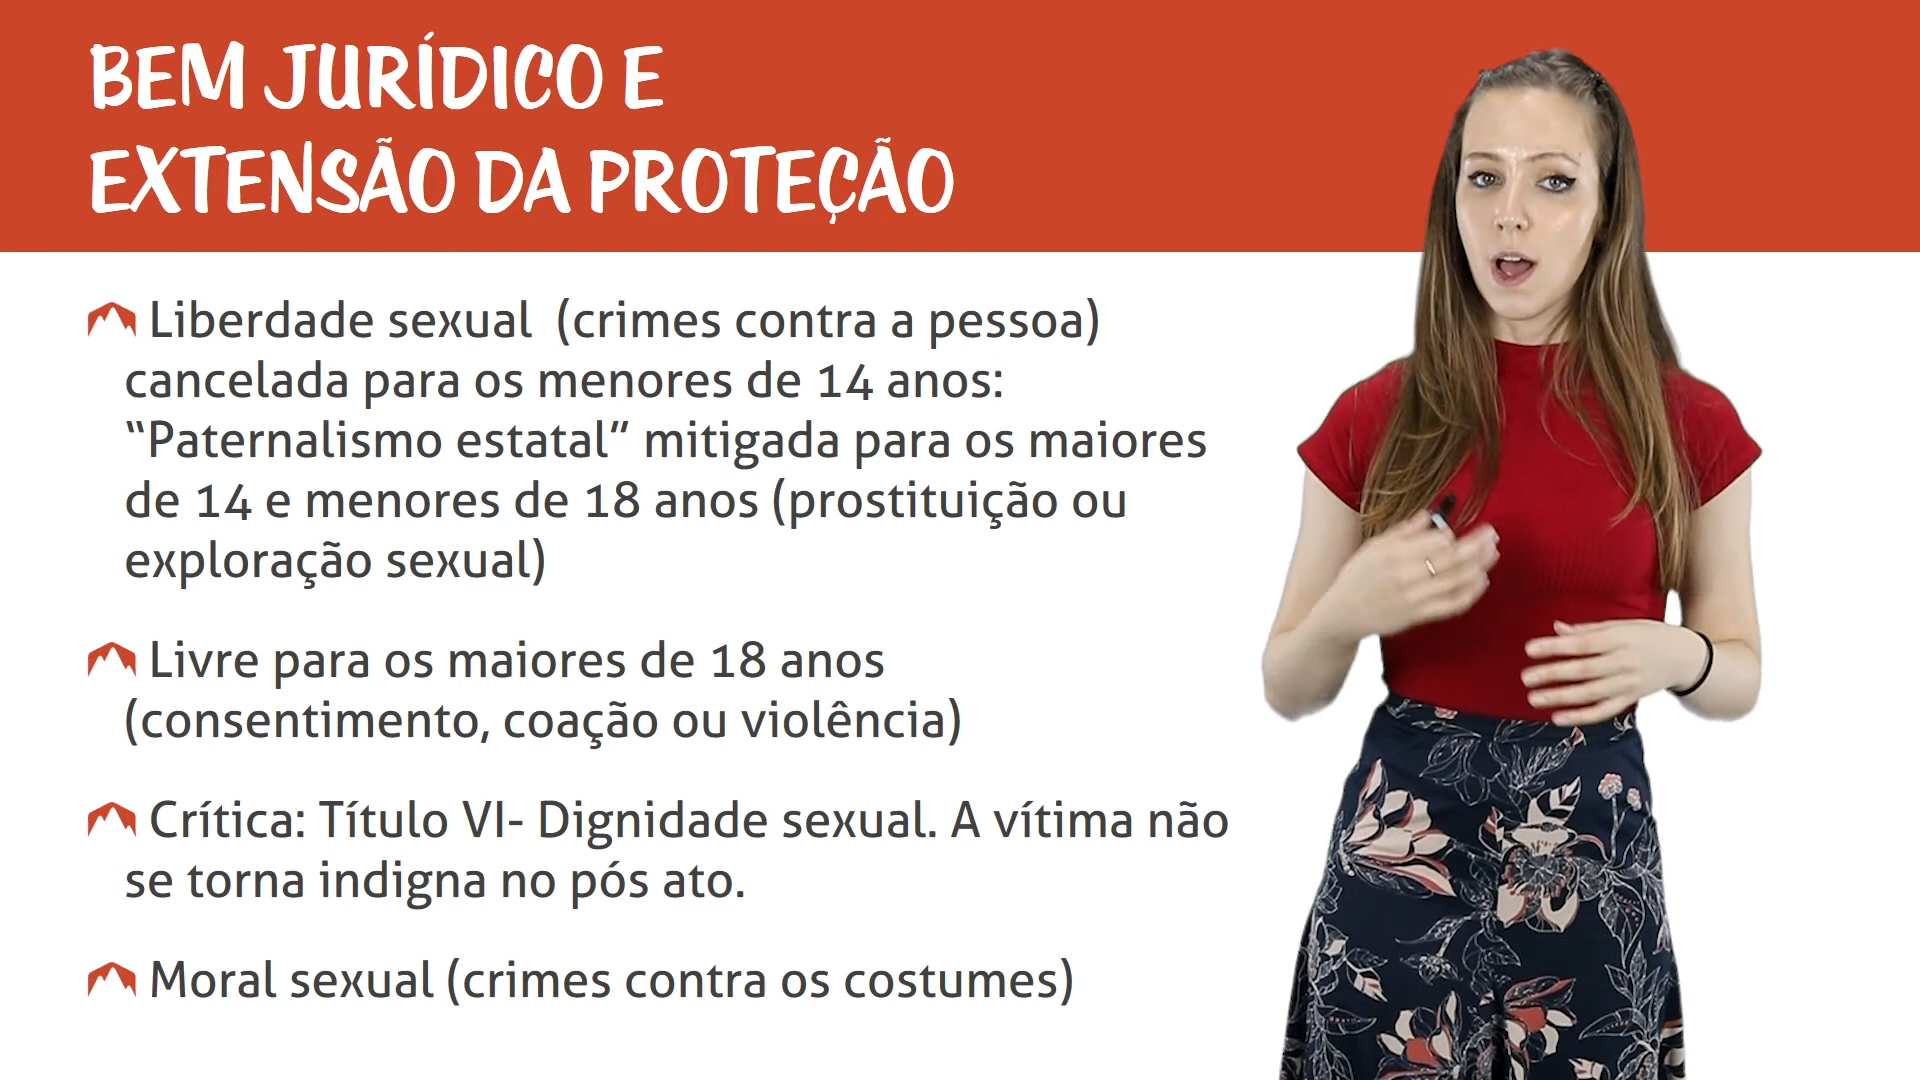 BEM JURÍDICO E
EXTENSÃO DA PROTEÇÃO
Liberdade sexual (crimes contra a pessoa)
cancelada para os menores de 14 anos:
“Paternalismo estatal” mitigada para os maiores
de 14 e menores de 18 anos (prostituição ou
exploração sexual)
Livre para os maiores de 18 anos
(consentimento, coação ou violência)
Crítica: Título VI- Dignidade sexual. A vítima não
se torna indigna no pós ato.
Moral sexual (crimes contra os costumes)